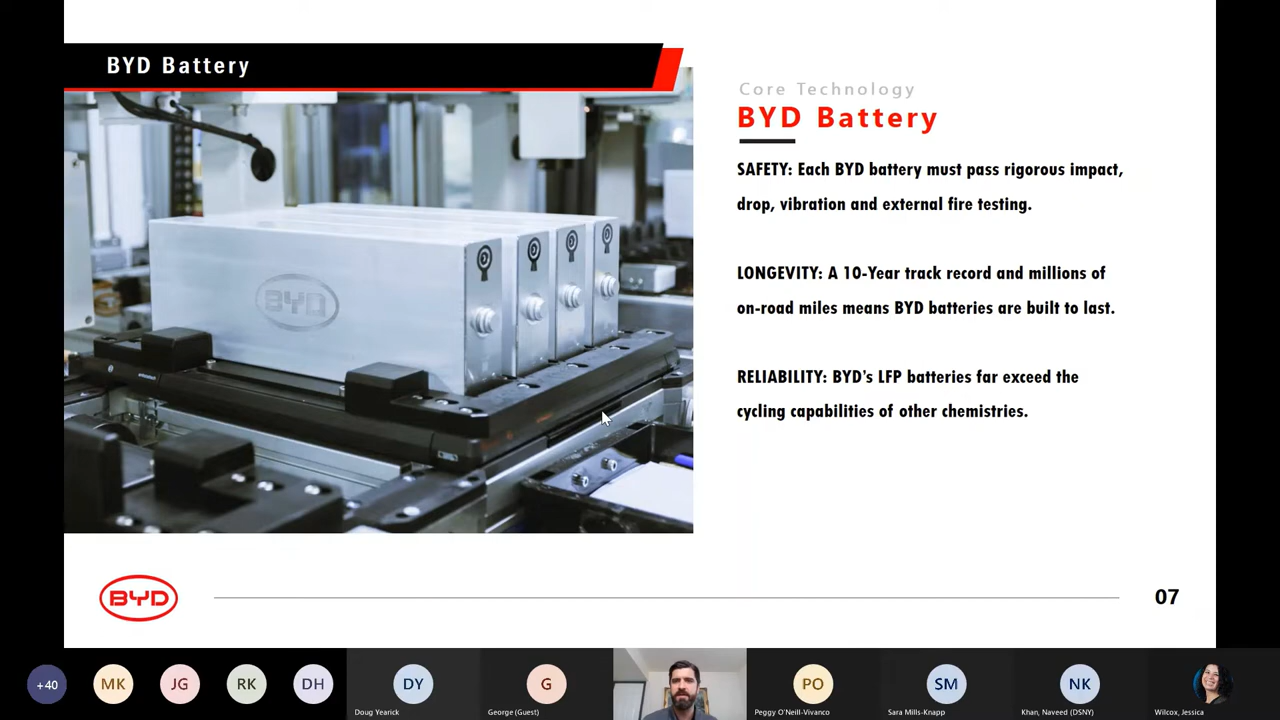 BYD Battery
BYD
Core Technology
BYD Battery
SAFETY: Each BYD battery must pass rigorous impact,
drop, vibration and external fire testing.
LONGEVITY: A 10-Year track record and millions of
on-road miles means BYD batteries are built to last.
RELIABILITY: BYD's LFP batteries far exceed the
cycling capabilities of other chemistries.
BYD
07
+40
MK
JG
RK
DH
DY
Doug Yearick
G
George (Guest)
PO
Peggy O'Neill-Vivanco
SM
Sara Mills-Knapp
NK
Khan, Naveed (DSNY)
Wilcox, Jessica